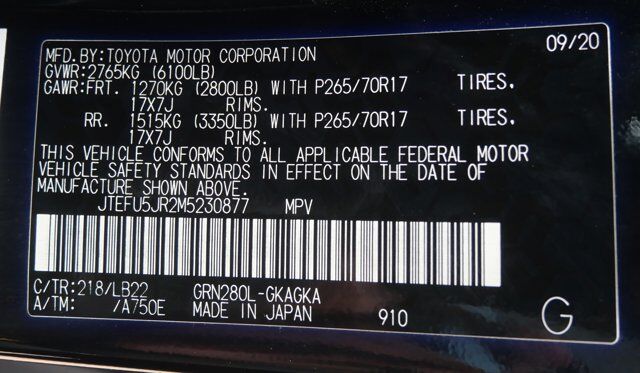 MFD.BY:TOYOTA MOTOR CORPORATION 09/20
GVWR:2765KG (6100LB)
GAWR:FRT. 1270KG (2800LB) WITH P265/70R17 TIRES.
17X7J RIMS.
RR. 1515KG (3350LB) WITH P265/70R17 TIRES.
17X7J RIMS.
THIS VEHICLE CONFORMS TO ALL APPLICABLE FEDERAL MOTOR
VEHICLE SAFETY STANDARDS IN EFFECT ON THE DATE OF
MANUFACTURE SHOWN ABOVE.
JTEFU5JR2M5230877 MPV
C/TR:218/LB22 GRN280L-GKAGKA
A/TM: /A750E MADE IN JAPAN 910 G